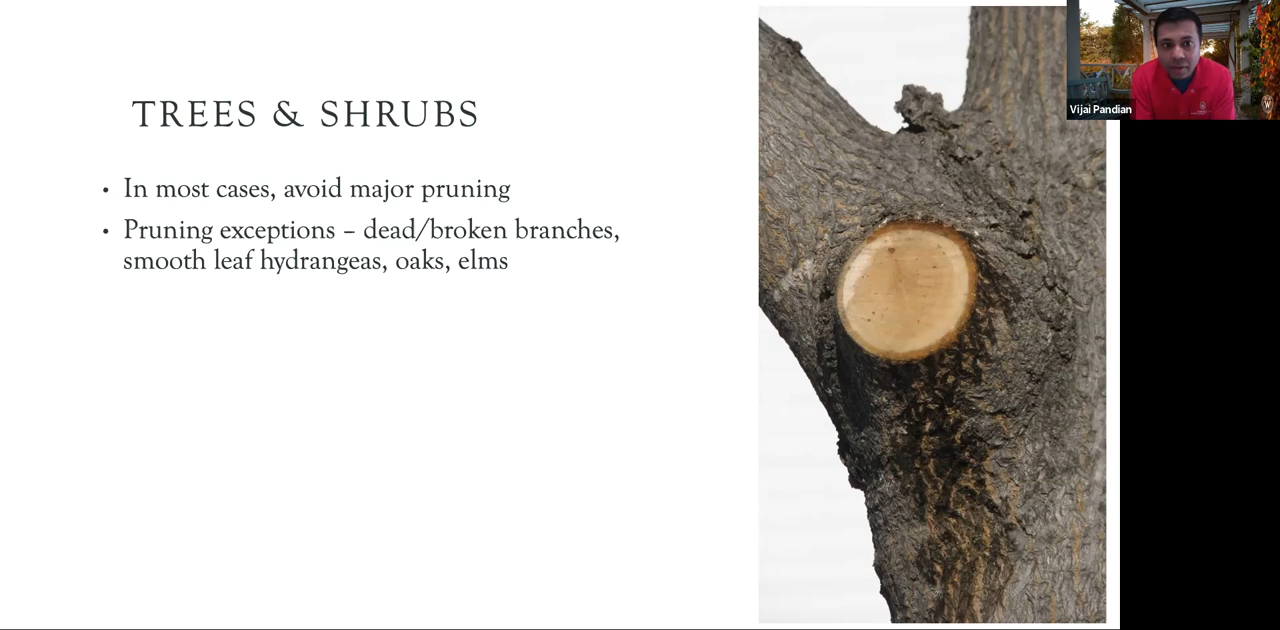 Vijai Pandian
TREES & SHRUBS
• In most cases, avoid major pruning
• Pruning exceptions – dead/broken branches,
smooth leaf hydrangeas, oaks, elms